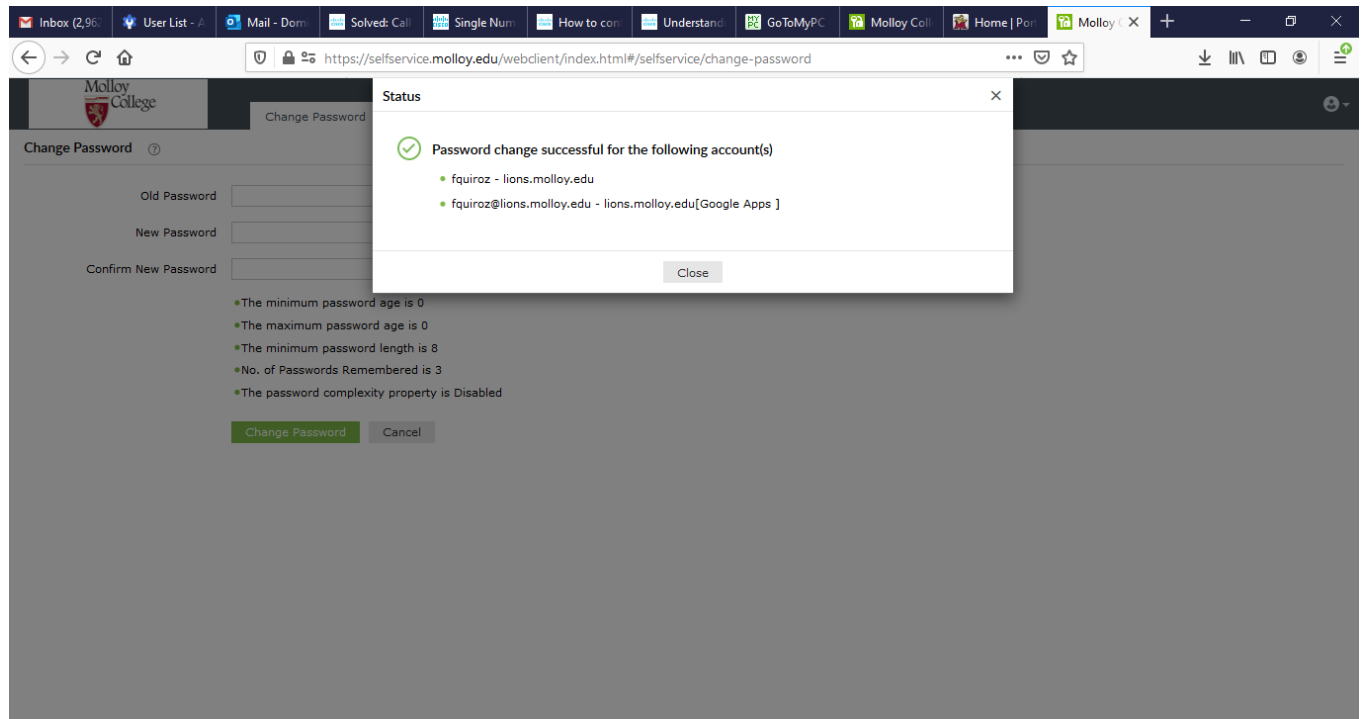 Inbox (2,96
User List - A
Mail - Domi
Solved: Call
Single Num
How to con
Understand
GoToMyPC
Molloy Coll
Home | Por
Molloy C
https://selfservice.molloy.edu/webclient/index.html#/selfservice/change-password
Molloy
College
Change Password
Status
Change Password
Password change successful for the following account(s)
fquiroz - lions.molloy.edu
fquiroz@lions.molloy.edu - lions.molloy.edu[Google Apps ]
Close
Old Password
New Password
Confirm New Password
•The minimum password age is 0
•The maximum password age is 0
•The minimum password length is 8
•No. of Passwords Remembered is 3
•The password complexity property is Disabled
Change Password
Cancel